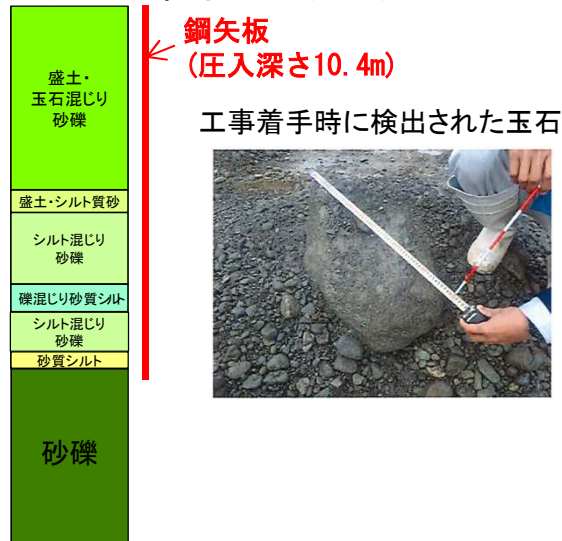 鋼矢板
(圧入深さ10.4m)
工事着手時に検出された玉石
盛土・
玉石混じり
砂礫
盛土・シルト質砂
シルト混じり
砂礫
礫混じり砂質シルト
シルト混じり
砂礫
砂質シルト
砂礫